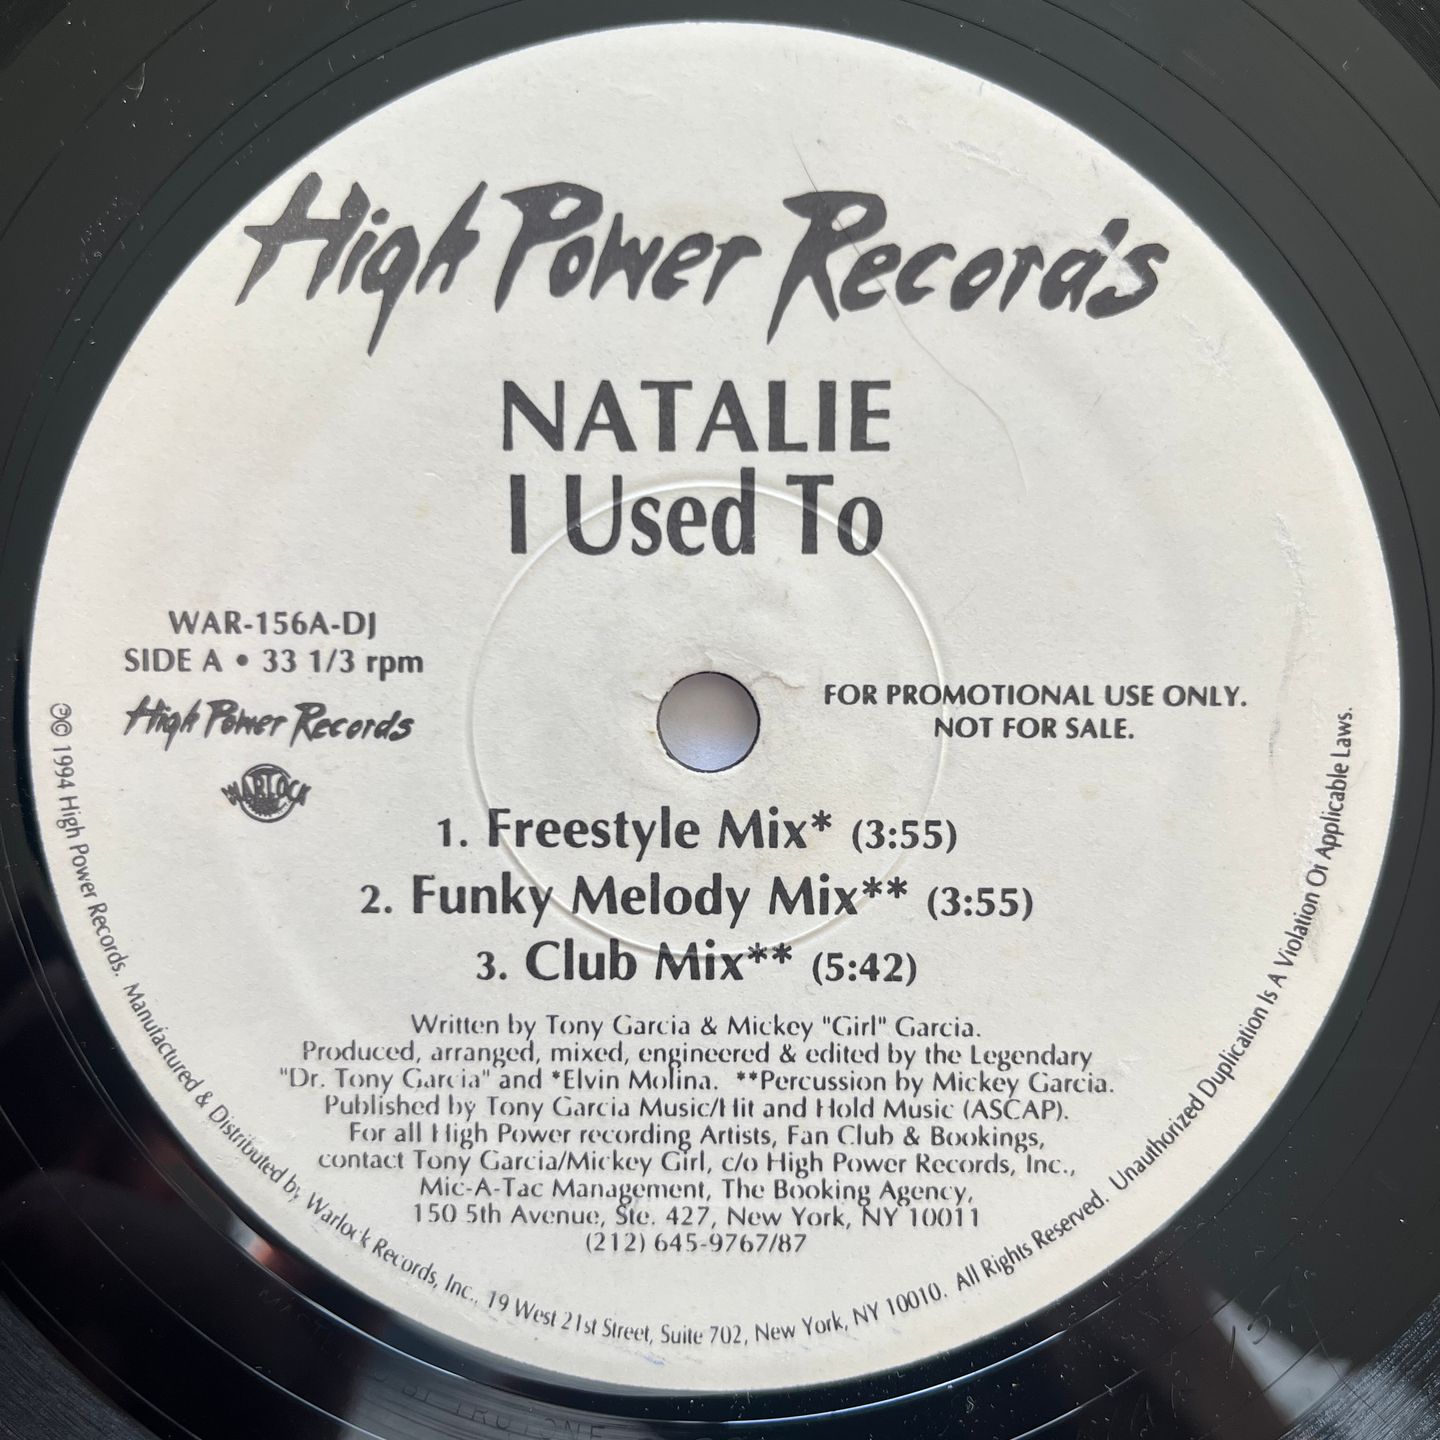 High Power Record's
NATALIE
I Used To
WAR-156A-DJ
SIDE A • 33 1/3 rpm
High Power Records
WARLOCK
FOR PROMOTIONAL USE ONLY.
NOT FOR SALE.
1. Freestyle Mix* (3:55)
2. Funky Melody Mix** (3:55)
3. Club Mix** (5:42)
Written by Tony Garcia & Mickey "Girl" Garcia.
Produced, arranged, mixed, engineered & edited by the Legendary
"Dr. Tony Garcia" and *Elvin Molina. **Percussion by Mickey Garcia.
Published by Tony Garcia Music/Hit and Hold Music (ASCAP).
For all High Power recording Artists, Fan Club & Bookings,
contact Tony Garcia/Mickey Girl, c/o High Power Records, Inc.,
Mic-A-Tac Management, The Booking Agency,
150 5th Avenue, Ste. 427, New York, NY 10011
(212) 645-9767/87
℗© 1994 High Power Records. Manufactured & Distributed by Warlock Records, Inc., 19 West 21st Street, Suite 702, New York, NY 10010. All Rights Reserved. Unauthorized Duplication Is A Violation Of Applicable Laws.